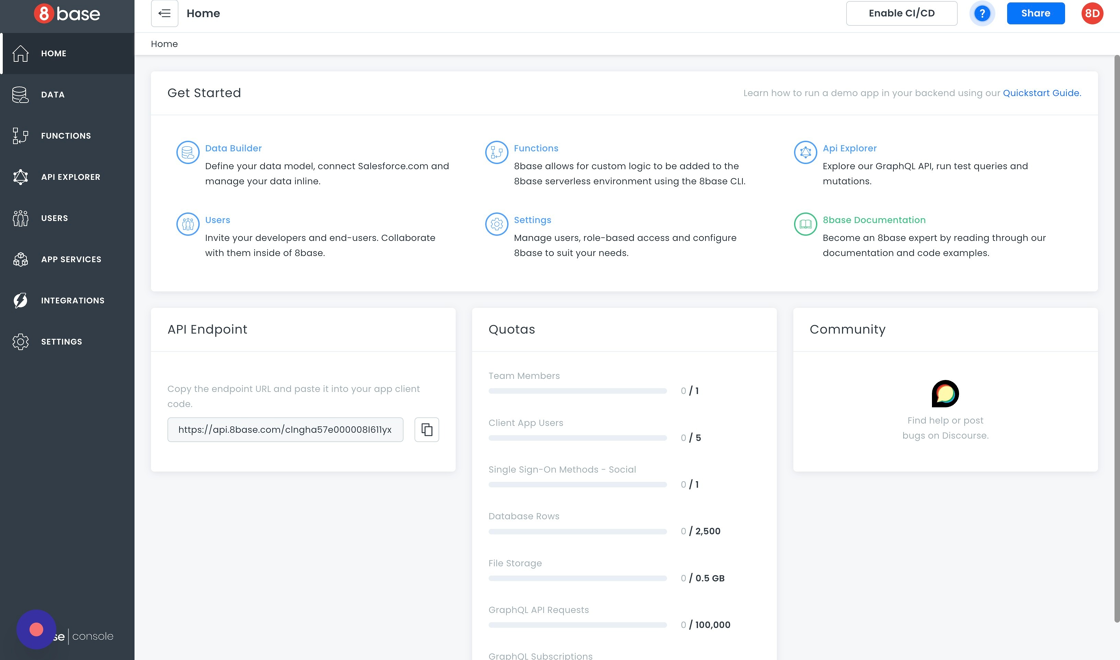 8base
Home
Enable CI/CD
?
Share
8D
HOME
DATA
FUNCTIONS
API EXPLORER
USERS
APP SERVICES
INTEGRATIONS
SETTINGS
se | console
Home
Get Started
Learn how to run a demo app in your backend using our Quickstart Guide.
Data Builder
Define your data model, connect Salesforce.com and
manage your data inline.
Functions
8base allows for custom logic to be added to the
8base serverless environment using the 8base CLI.
Api Explorer
Explore our GraphQL API, run test queries and
mutations.
Users
Invite your developers and end-users. Collaborate
with them inside of 8base.
Settings
Manage users, role-based access and configure
8base to suit your needs.
8base Documentation
Become an 8base expert by reading through our
documentation and code examples.
API Endpoint
Copy the endpoint URL and paste it into your app client
code.
https://api.8base.com/clngha57e000008l611yx
Quotas
Team Members
0 / 1
Client App Users
0 / 5
Single Sign-On Methods - Social
0 / 1
Database Rows
0 / 2,500
File Storage
0 / 0.5 GB
GraphQL API Requests
0 / 100,000
GraphQL Subscriptions
Community
Find help or post
bugs on Discourse.